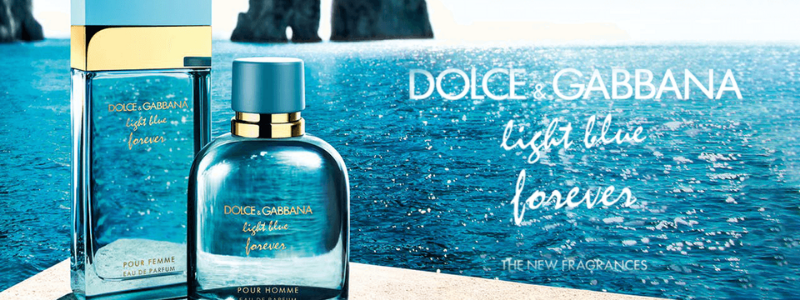 DOLCE & GABBANA
light blue
forever
POUR FEMME
EAU DE PARFUM
DOLCE & GABBANA
light blue
forever
POUR HOMME
EAU DE PARFUM
DOLCE & GABBANA
light blue
forever
THE NEW FRAGRANCES